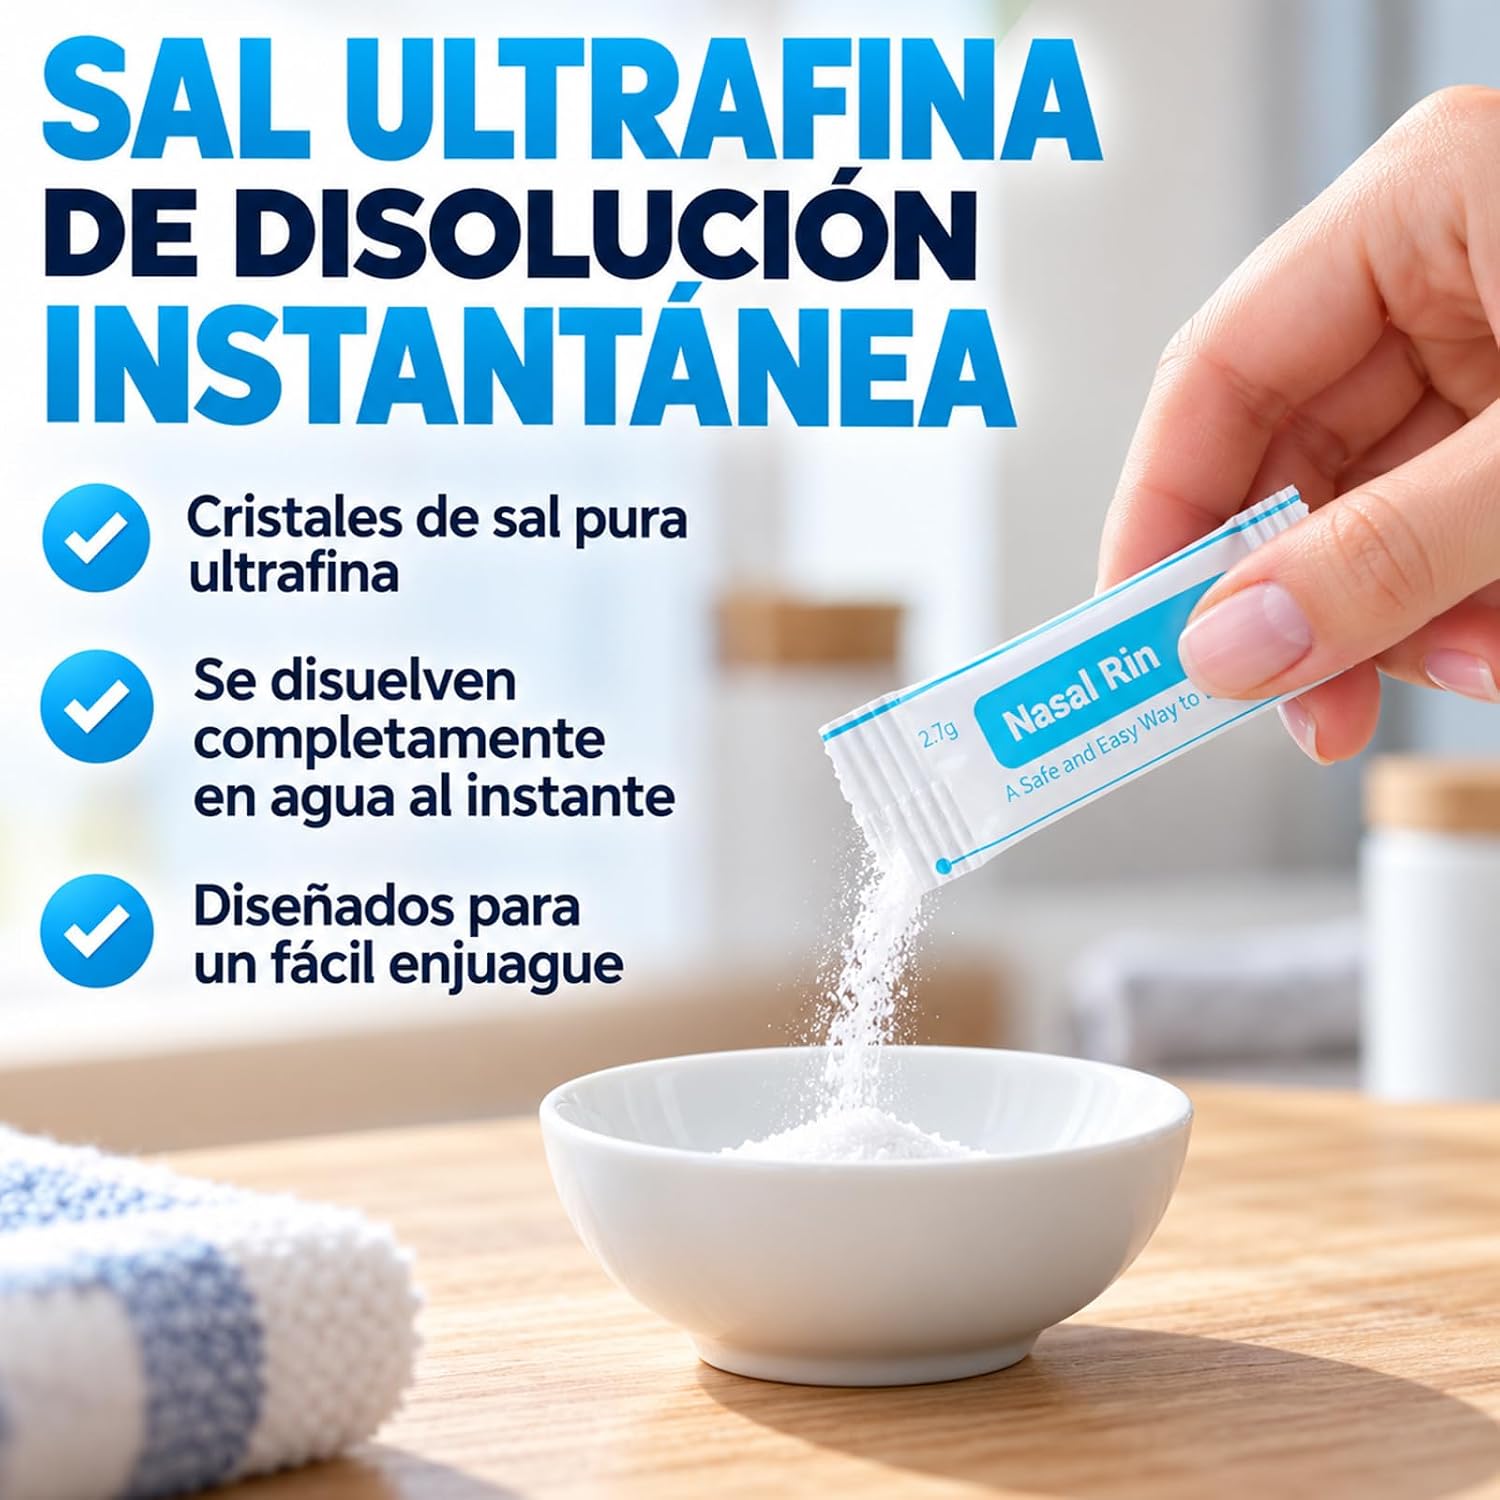 SAL ULTRAFINA
DE DISOLUCIÓN
INSTANTÁNEA
Cristales de sal pura
ultrafina
Se disuelven
completamente
en agua al instante
Diseñados para
un fácil enjuague
2.7g
Nasal Rin
A Safe and Easy Way to